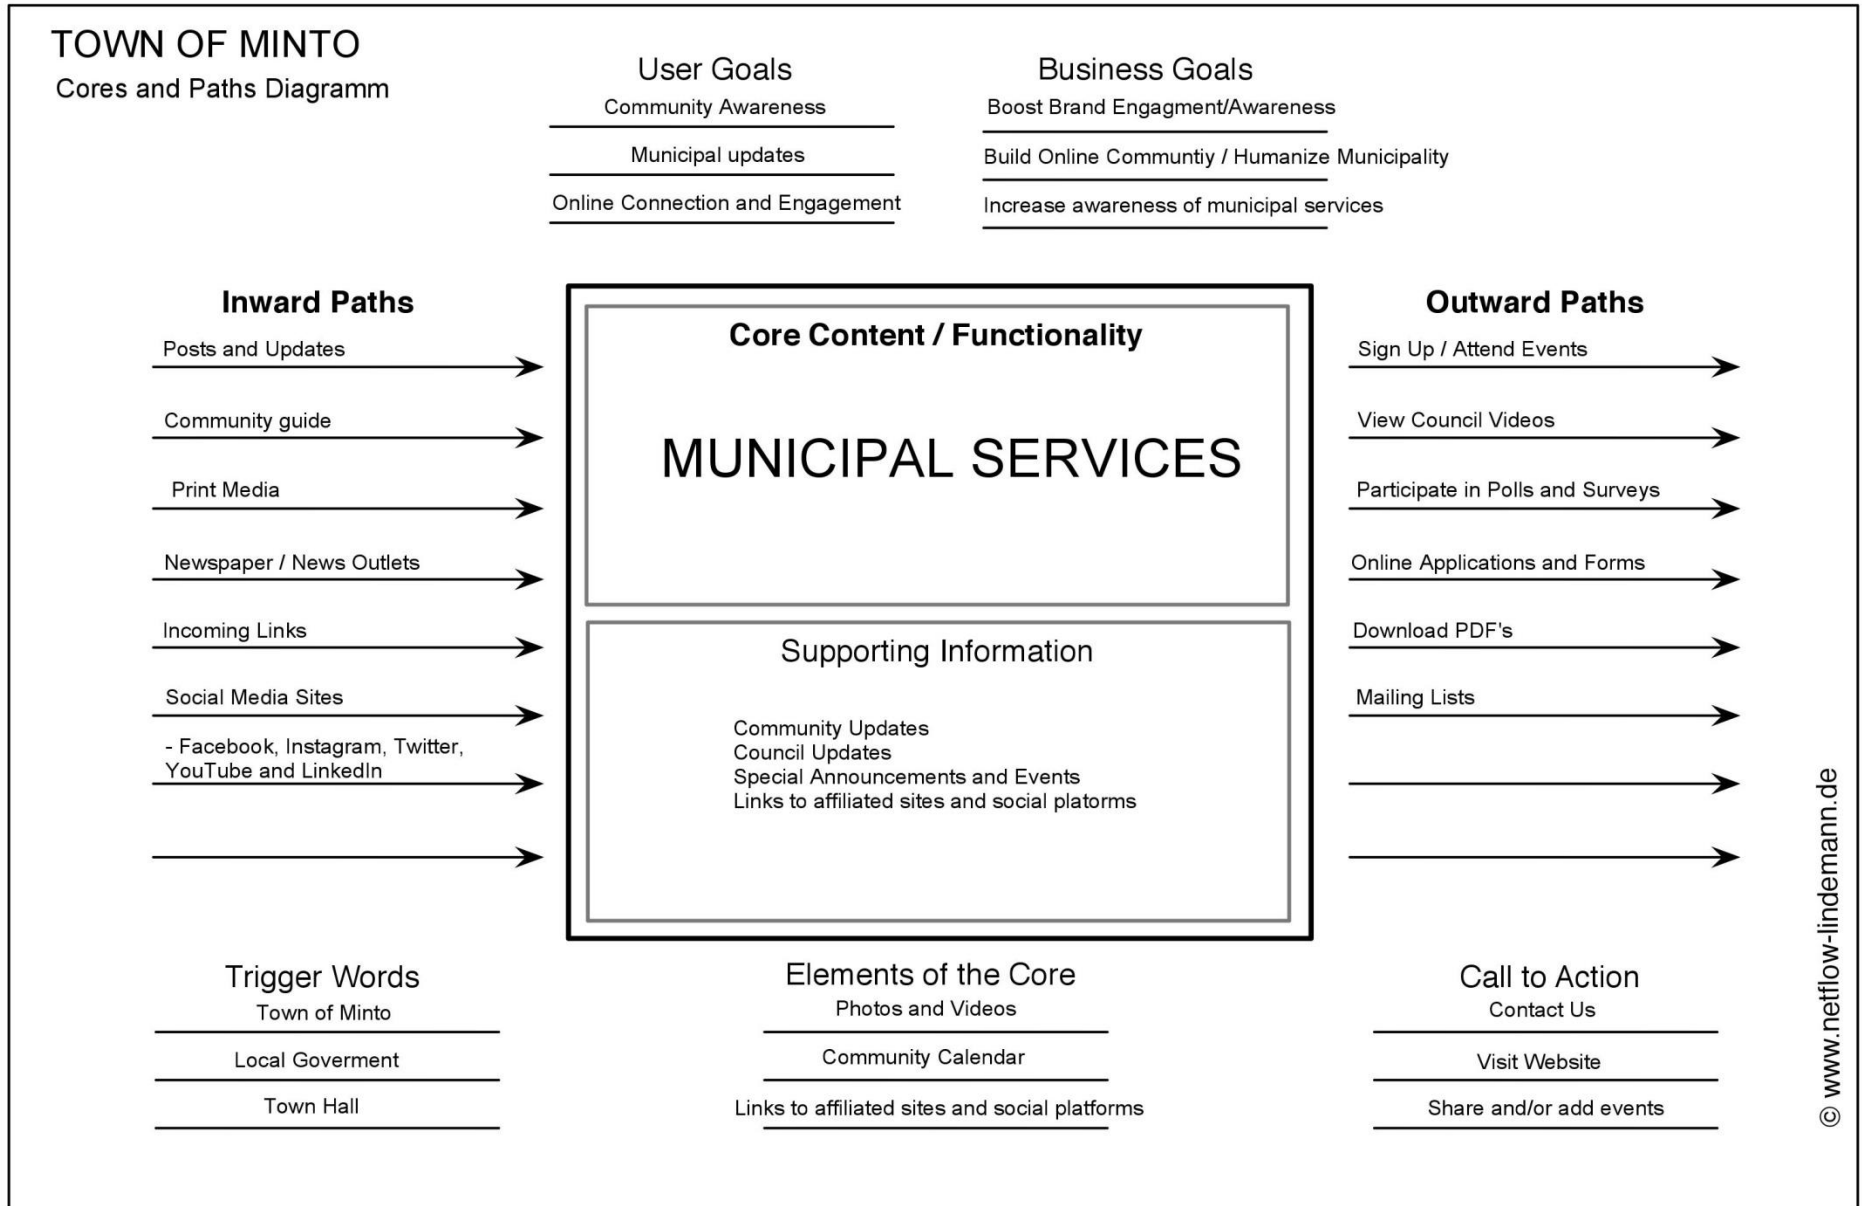 TOWN OF MINTO
Cores and Paths Diagramm
User Goals
Community Awareness
Municipal updates
Online Connection and Engagement
Business Goals
Boost Brand Engagment/Awareness
Build Online Communtiy / Humanize Municipality
Increase awareness of municipal services
Inward Paths
Posts and Updates
Community guide
Print Media
Newspaper / News Outlets
Incoming Links
Social Media Sites
- Facebook, Instagram, Twitter,
YouTube and LinkedIn
Core Content / Functionality
MUNICIPAL SERVICES
Supporting Information
Community Updates
Council Updates
Special Announcements and Events
Links to affiliated sites and social platorms
Outward Paths
Sign Up / Attend Events
View Council Videos
Participate in Polls and Surveys
Online Applications and Forms
Download PDF's
Mailing Lists
Trigger Words
Town of Minto
Local Goverment
Town Hall
Elements of the Core
Photos and Videos
Community Calendar
Links to affiliated sites and social platforms
Call to Action
Contact Us
Visit Website
Share and/or add events
© www.netflow-lindemann.de